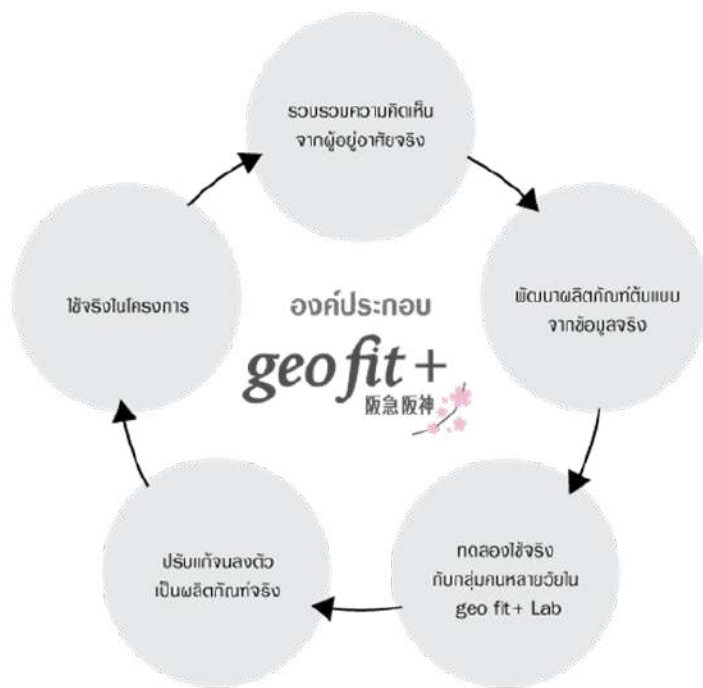 รวบรวมความคิดเห็น
จากผู้อยู่อาศัยจริง
พัฒนาผลิตภัณฑ์ต้นแบบ
จากข้อมูลจริง
ทดลองใช้จริง
กับกลุ่มคนหลายวัยใน
geo fit+ Lab
ปรับแก้จนลงตัว
เป็นผลิตภัณฑ์จริง
ใช้จริงในโครงการ
องค์ประกอบ
geo fit+
阪急阪神